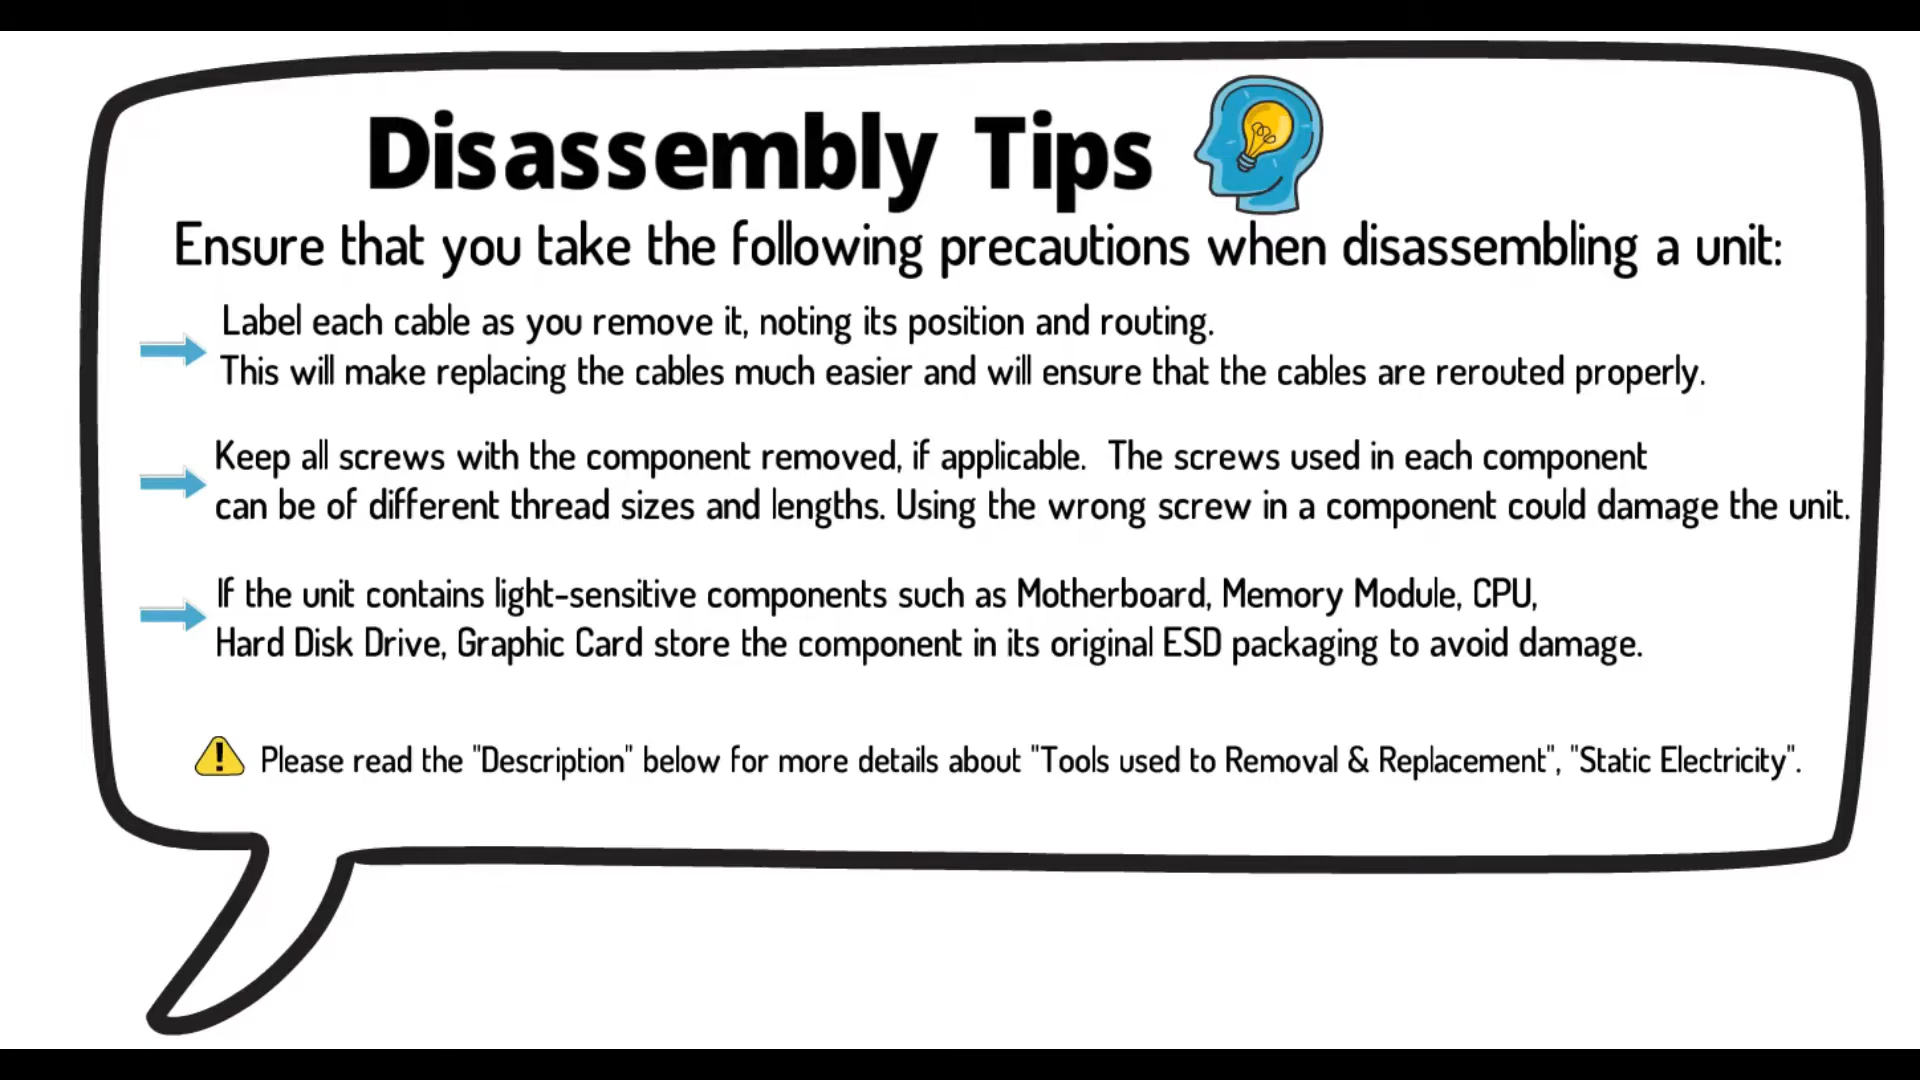 Disassembly Tips
Ensure that you take the following precautions when disassembling a unit:
Label each cable as you remove it, noting its position and routing.
This will make replacing the cables much easier and will ensure that the cables are rerouted properly.
Keep all screws with the component removed, if applicable. The screws used in each component
can be of different thread sizes and lengths. Using the wrong screw in a component could damage the unit.
If the unit contains light-sensitive components such as Motherboard, Memory Module, CPU,
Hard Disk Drive, Graphic Card store the component in its original ESD packaging to avoid damage.
Please read the "Description" below for more details about "Tools used to Removal & Replacement", "Static Electricity".